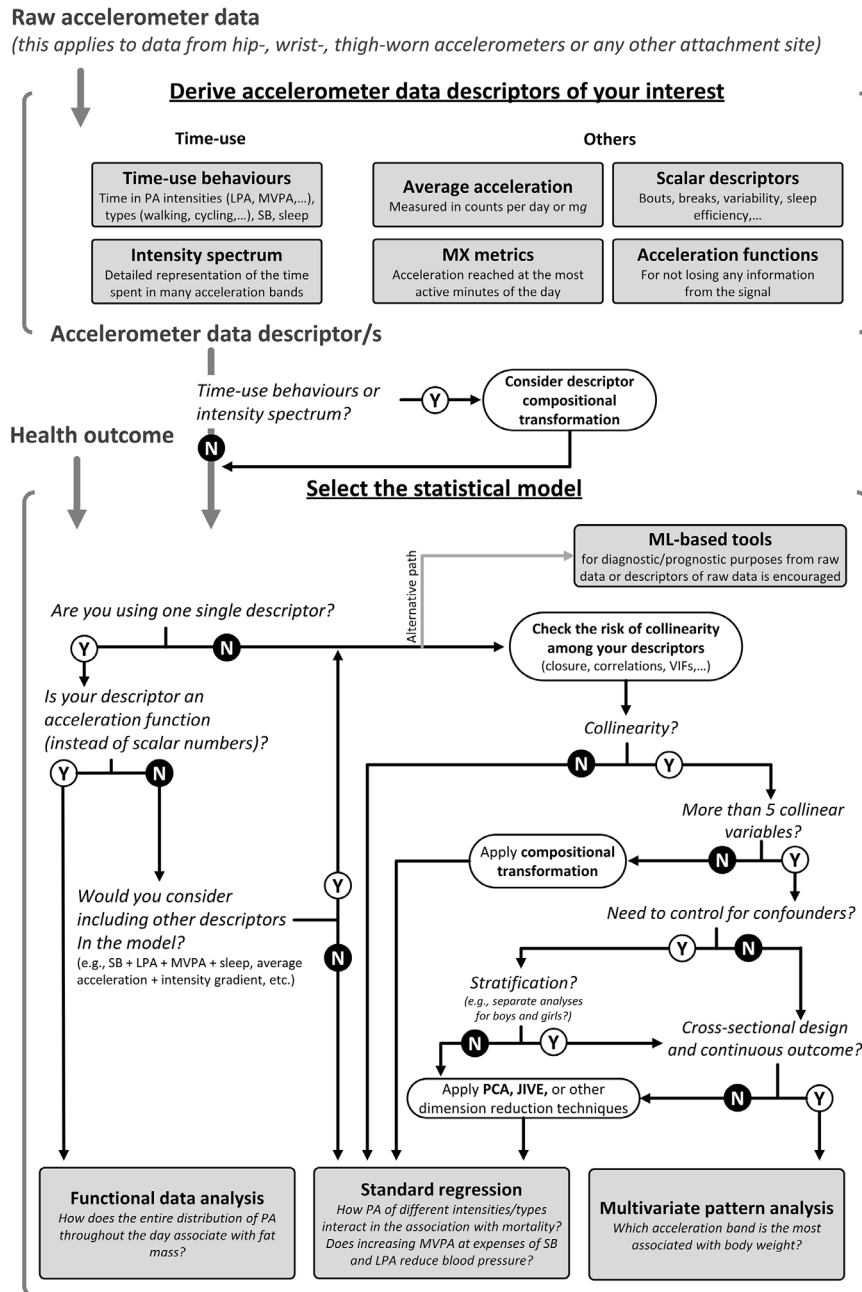 Raw accelerometer data
(this applies to data from hip-, wrist-, thigh-worn accelerometers or any other attachment site)
Derive accelerometer data descriptors of your interest
Time-use
Others
Time-use behaviours
Time in PA intensities (LPA, MVPA,...),
types (walking, cycling,...), SB, sleep
Average acceleration
Measured in counts per day or mg
Scalar descriptors
Bouts, breaks, variability, sleep
efficiency,...
Intensity spectrum
Detailed representation of the time
spent in many acceleration bands
MX metrics
Acceleration reached at the most
active minutes of the day
Acceleration functions
For not losing any information
from the signal
Accelerometer data descriptor/s
Time-use behaviours or
intensity spectrum?
Y
Consider descriptor
compositional
transformation
Health outcome
N
Select the statistical model
ML-based tools
for diagnostic/prognostic purposes from raw
data or descriptors of raw data is encouraged
Alternative path
Are you using one single descriptor?
Y
N
Check the risk of collinearity
among your descriptors
(closure, correlations, VIFs,...)
Is your descriptor an
acceleration function
(instead of scalar numbers)?
Y
N
Collinearity?
N
Y
More than 5 collinear
variables?
N
Y
Apply compositional
transformation
Would you consider
including other descriptors
In the model?
(e.g., SB + LPA + MVPA + sleep, average
acceleration + intensity gradient, etc.)
Y
N
Need to control for confounders?
Y
N
Stratification?
(e.g., separate analyses
for boys and girls?)
N
Y
Cross-sectional design
and continuous outcome?
N
Y
Apply PCA, JIVE, or other
dimension reduction techniques
Functional data analysis
How does the entire distribution of PA
throughout the day associate with fat
mass?
Standard regression
How PA of different intensities/types
interact in the association with mortality?
Does increasing MVPA at expenses of SB
and LPA reduce blood pressure?
Multivariate pattern analysis
Which acceleration band is the most
associated with body weight?